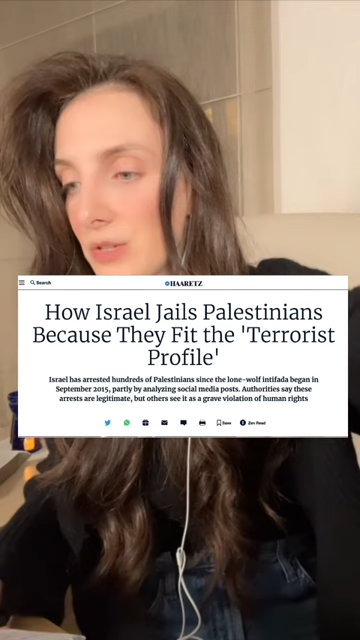 Search
HAARETZ
How Israel Jails Palestinians
Because They Fit the 'Terrorist
Profile'
Israel has arrested hundreds of Palestinians since the lone-wolf intifada began in
September 2015, partly by analyzing social media posts. Authorities say these
arrests are legitimate, but others see it as a grave violation of human rights
Save
Zen Read